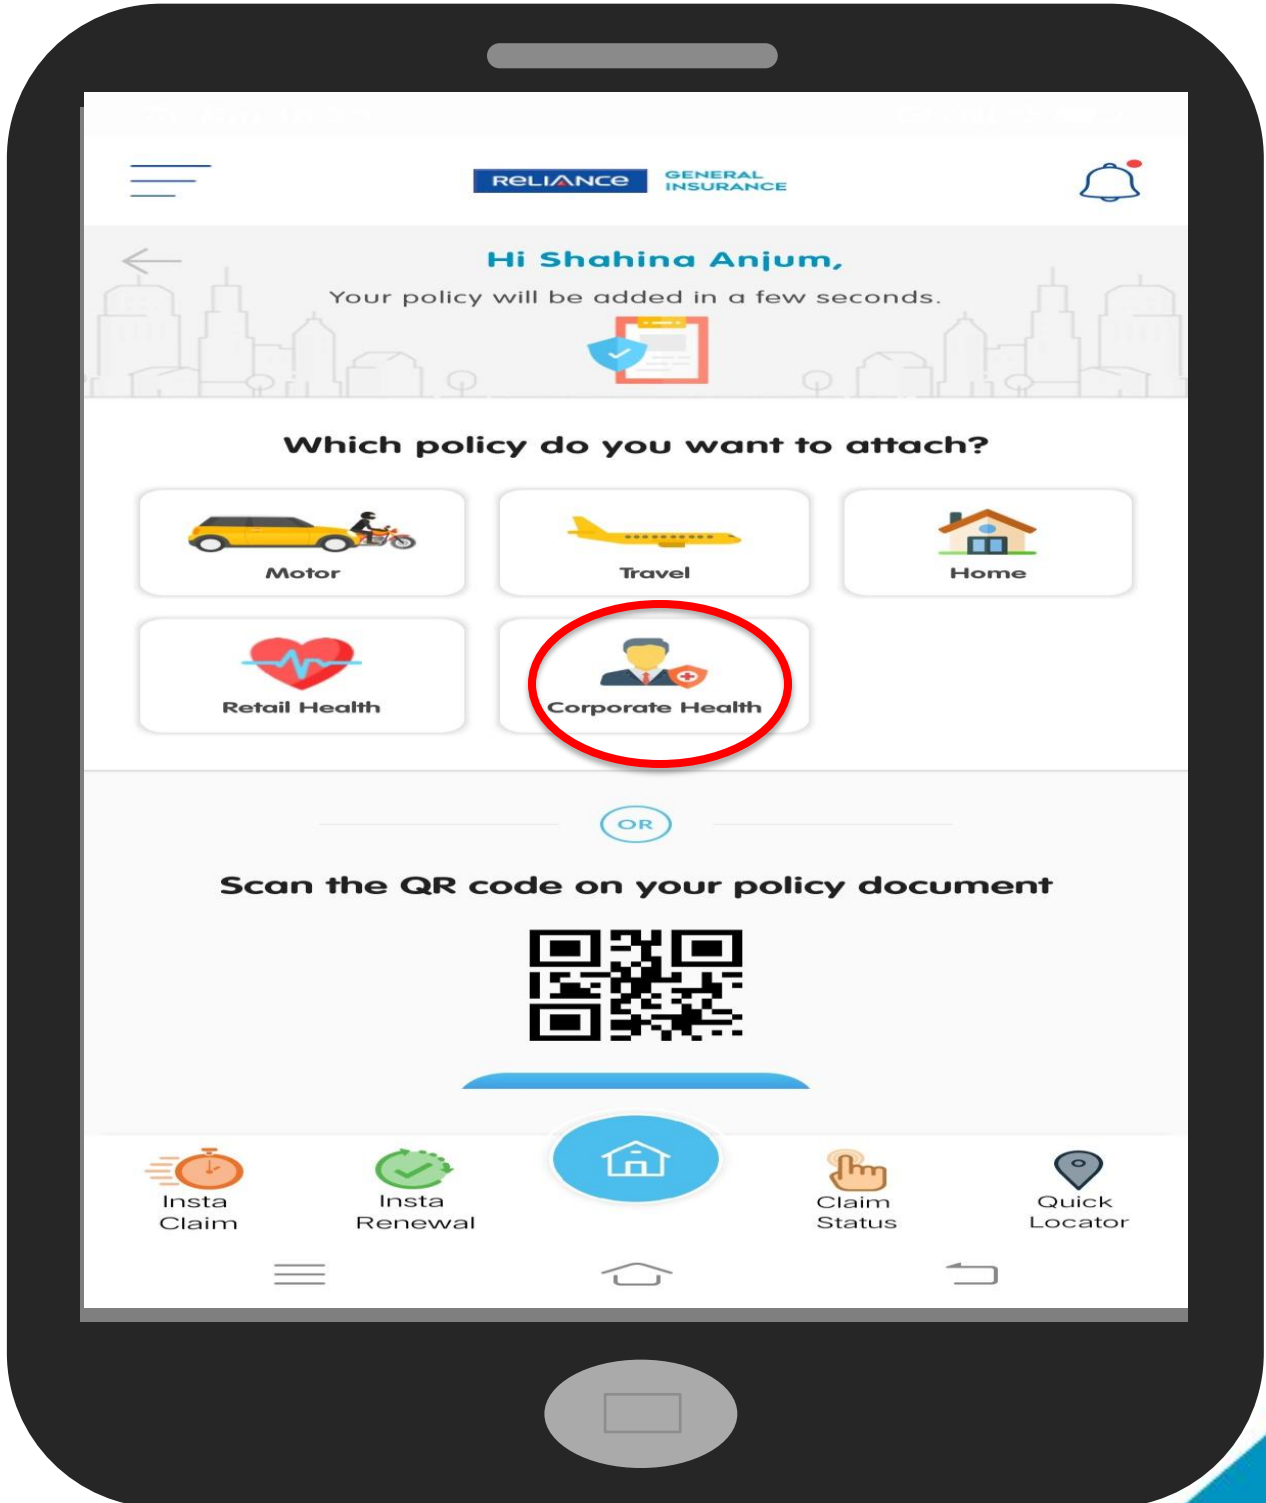 RELIANCE GENERAL
INSURANCE
Hi Shahina Anjum,
Your policy will be added in a few seconds.
Which policy do you want to attach?
Motor Travel Home
Retail Health Corporate Health
OR
Scan the QR code on your policy document
Insta Insta Claim Quick
Claim Renewal Status Locator